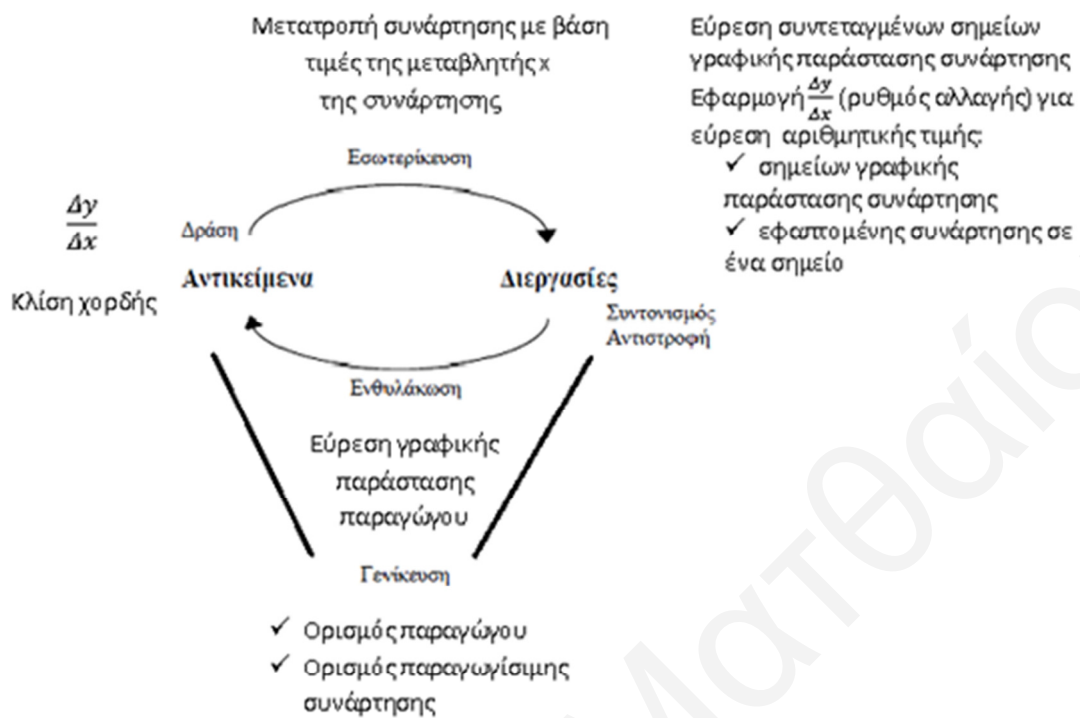 Μετατροπή συνάρτησης με βάση
τιμές της μεταβλητής x
της συνάρτησης
Εύρεση συντεταγμένων σημείων
γραφικής παράστασης συνάρτησης
Εφαρμογή Δy/Δx (ρυθμός αλλαγής) για
εύρεση αριθμητικής τιμής:
✓ σημείων γραφικής
παράστασης συνάρτησης
✓ εφαπτομένης συνάρτησης σε
ένα σημείο
Εσωτερίκευση
Δy/Δx
Κλίση χορδής
Δράση
Αντικείμενα
Διεργασίες
Συντονισμός
Αντιστροφή
Ενθυλάκωση
Εύρεση γραφικής
παράστασης
παραγώγου
Γενίκευση
✓ Ορισμός παραγώγου
✓ Ορισμός παραγωγίσιμης
συνάρτησης